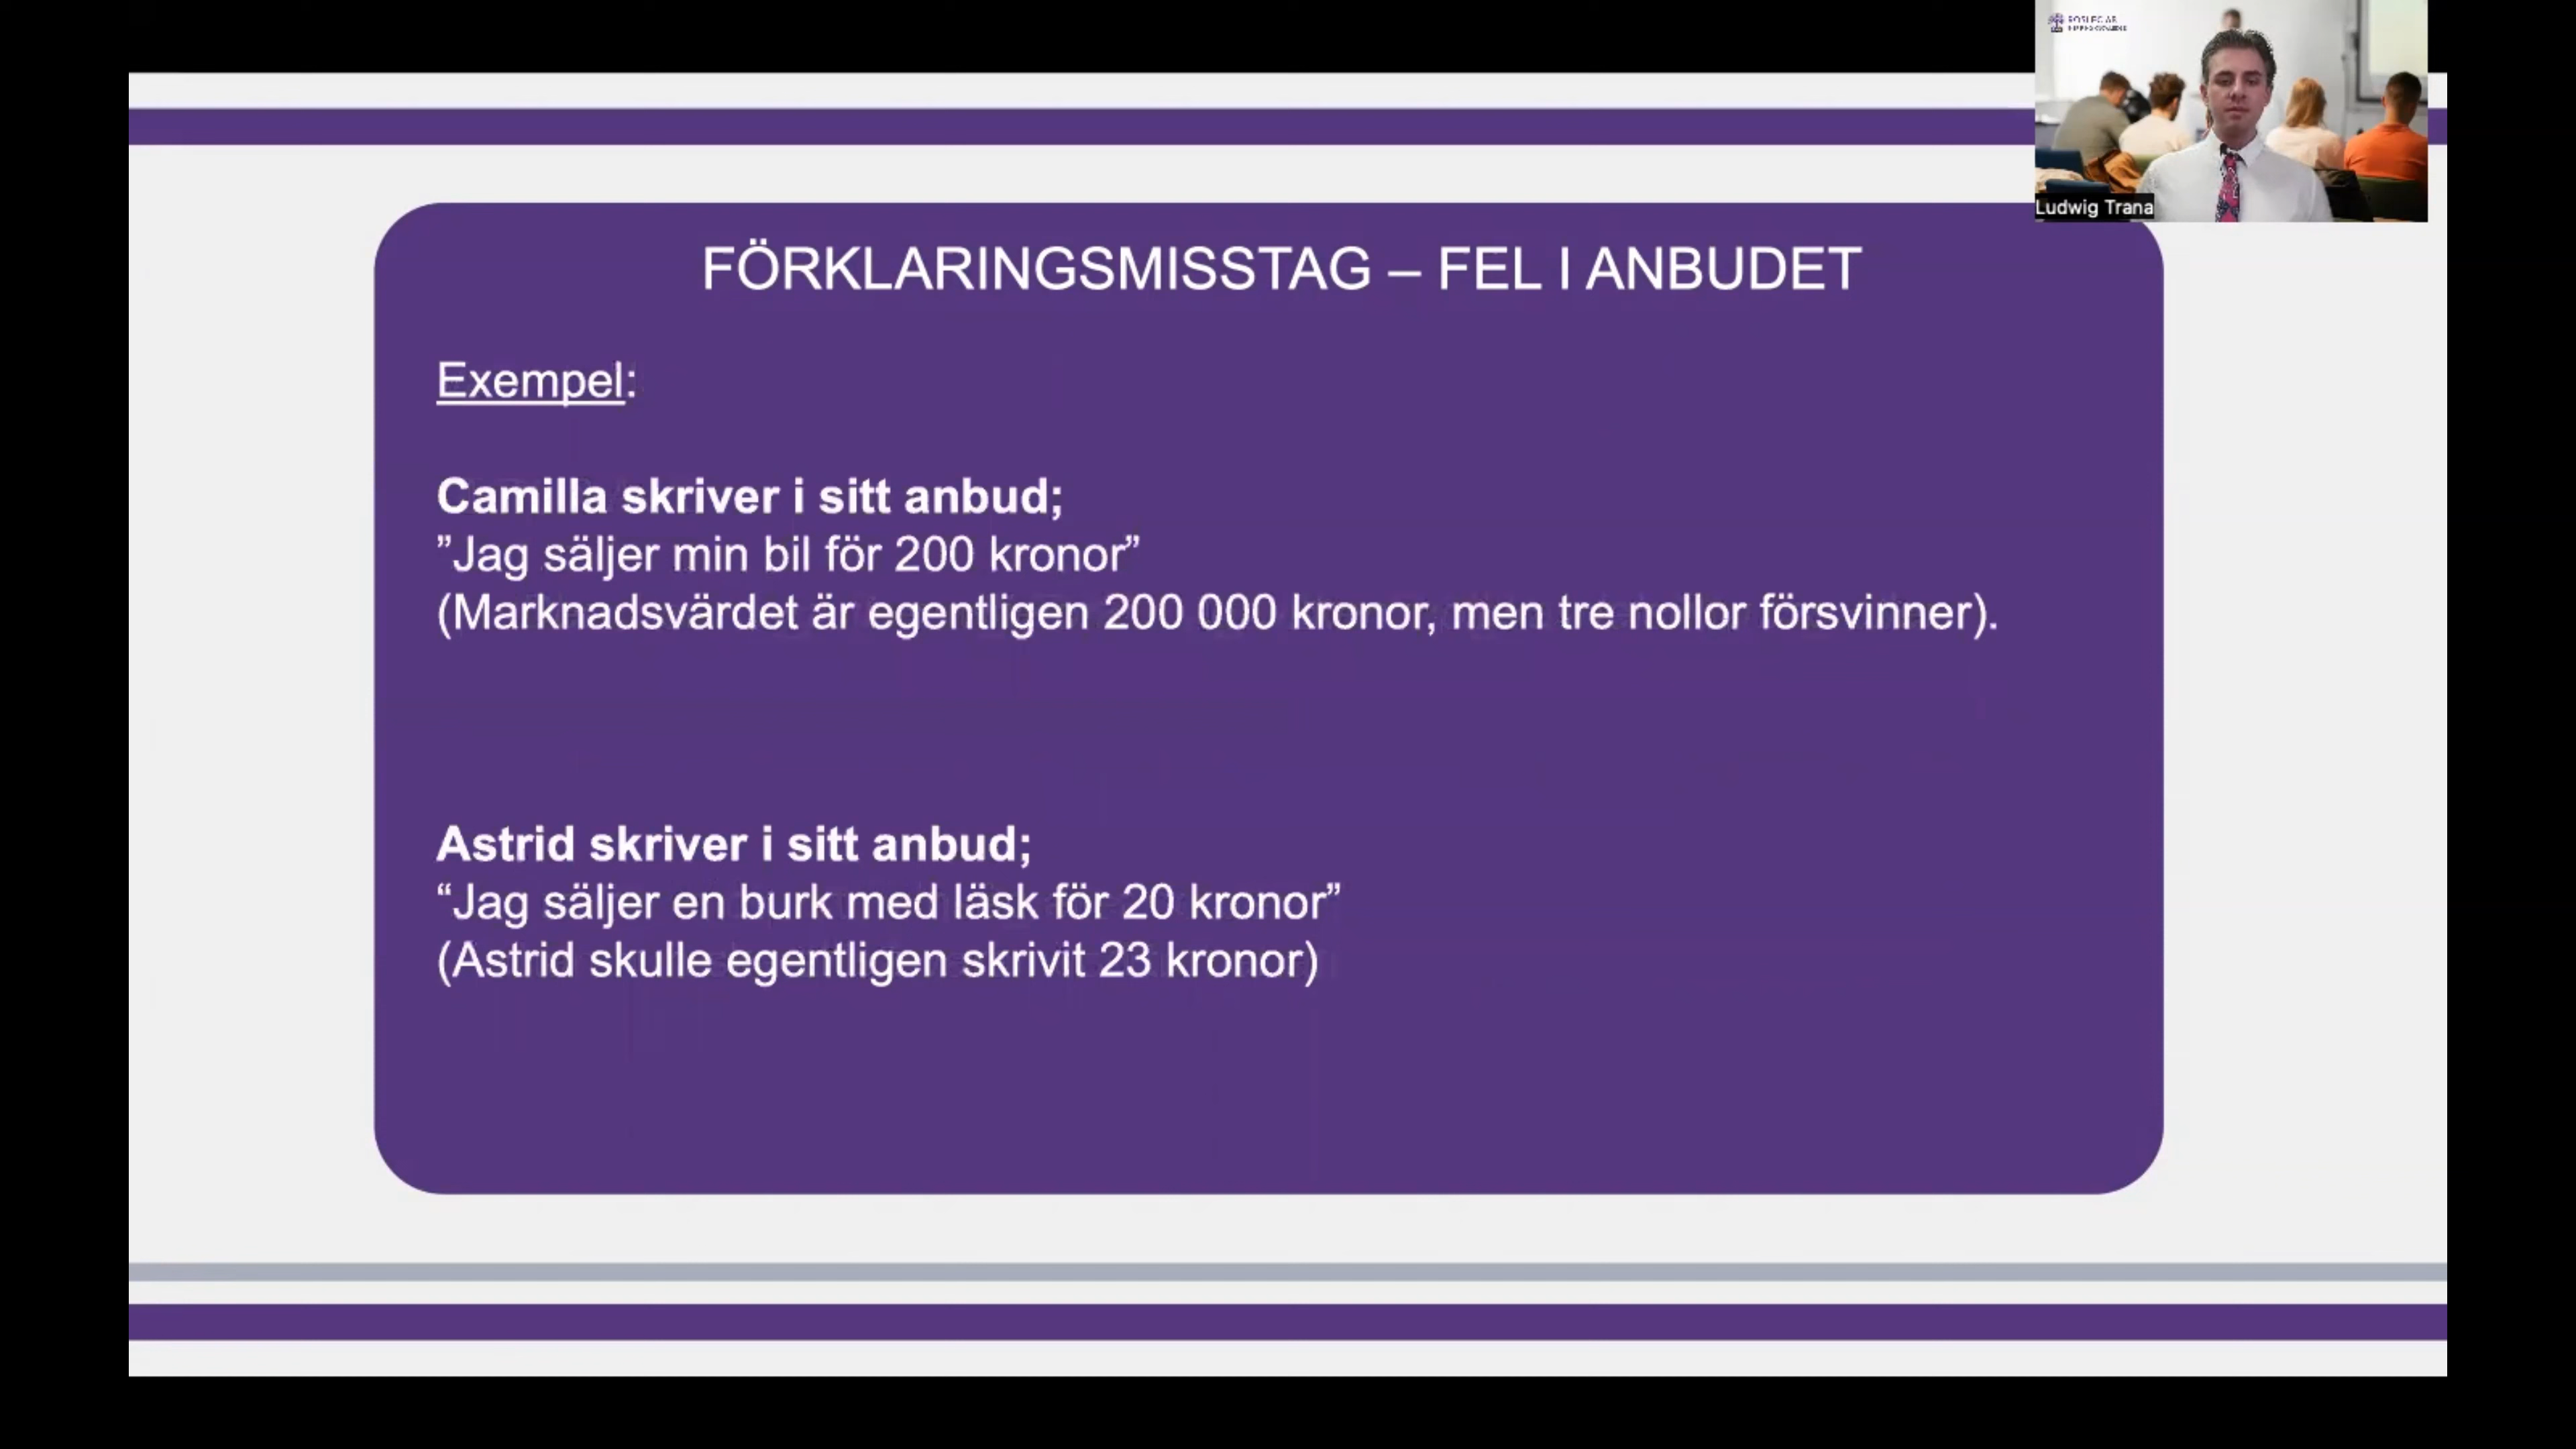 FÖRKLARINGSMISSTAG – FEL I ANBUDET
Exempel:
Camilla skriver i sitt anbud;
”Jag säljer min bil för 200 kronor”
(Marknadsvärdet är egentligen 200 000 kronor, men tre nollor försvinner).
Astrid skriver i sitt anbud;
“Jag säljer en burk med läsk för 20 kronor”
(Astrid skulle egentligen skrivit 23 kronor)
Ludwig Trana